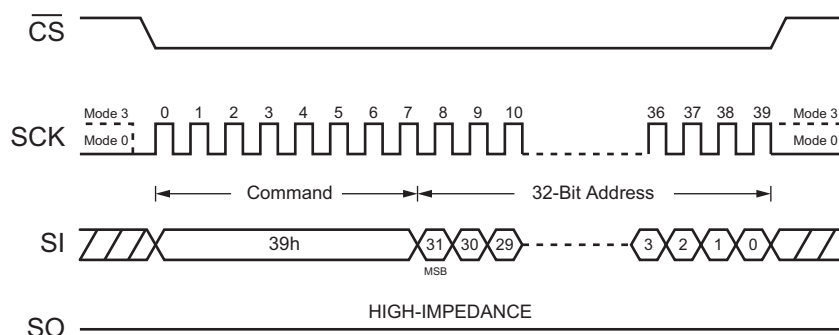 CS
Mode 3 0 1 2 3 4 5 6 7 8 9 10 36 37 38 39 Mode 3
SCK Mode 0 Mode 0
Command 32-Bit Address
SI 39h 31 30 29 3 2 1 0
MSB
HIGH-IMPEDANCE
SO